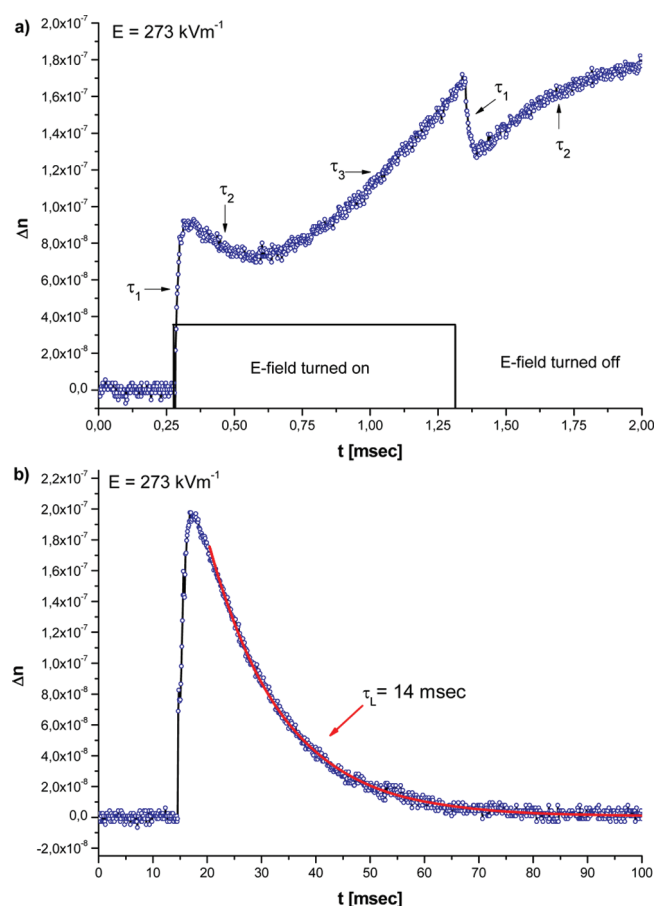 a)
E = 273 kVm⁻¹
2,0x10⁻⁷
1,8x10⁻⁷
1,6x10⁻⁷
1,4x10⁻⁷
1,2x10⁻⁷
1,0x10⁻⁷
8,0x10⁻⁸
6,0x10⁻⁸
4,0x10⁻⁸
2,0x10⁻⁸
0,0
Δn
τ₁
τ₂
τ₃
τ₁
τ₂
E-field turned on
E-field turned off
0,00 0,25 0,50 0,75 1,00 1,25 1,50 1,75 2,00
t [msec]
b)
E = 273 kVm⁻¹
2,2x10⁻⁷
2,0x10⁻⁷
1,8x10⁻⁷
1,6x10⁻⁷
1,4x10⁻⁷
1,2x10⁻⁷
1,0x10⁻⁷
8,0x10⁻⁸
6,0x10⁻⁸
4,0x10⁻⁸
2,0x10⁻⁸
0,0
-2,0x10⁻⁸
Δn
τL = 14 msec
0 10 20 30 40 50 60 70 80 90 100
t [msec]